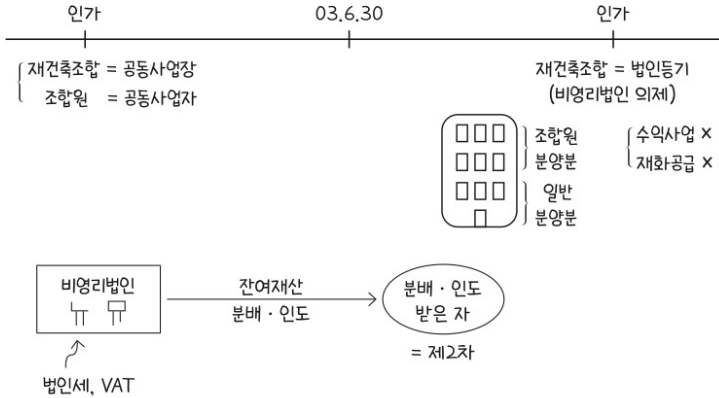 인가
03.6.30
인가
재건축조합 = 공동사업장
조합원 = 공동사업자
재건축조합 = 법인등기
(비영리법인 의제)
조합원
분양분
일반
분양분
수익사업 ×
재화공급 ×
비영리법인
잔여재산
분배 · 인도
분배 · 인도
받은 자
= 제2차
법인세, VAT